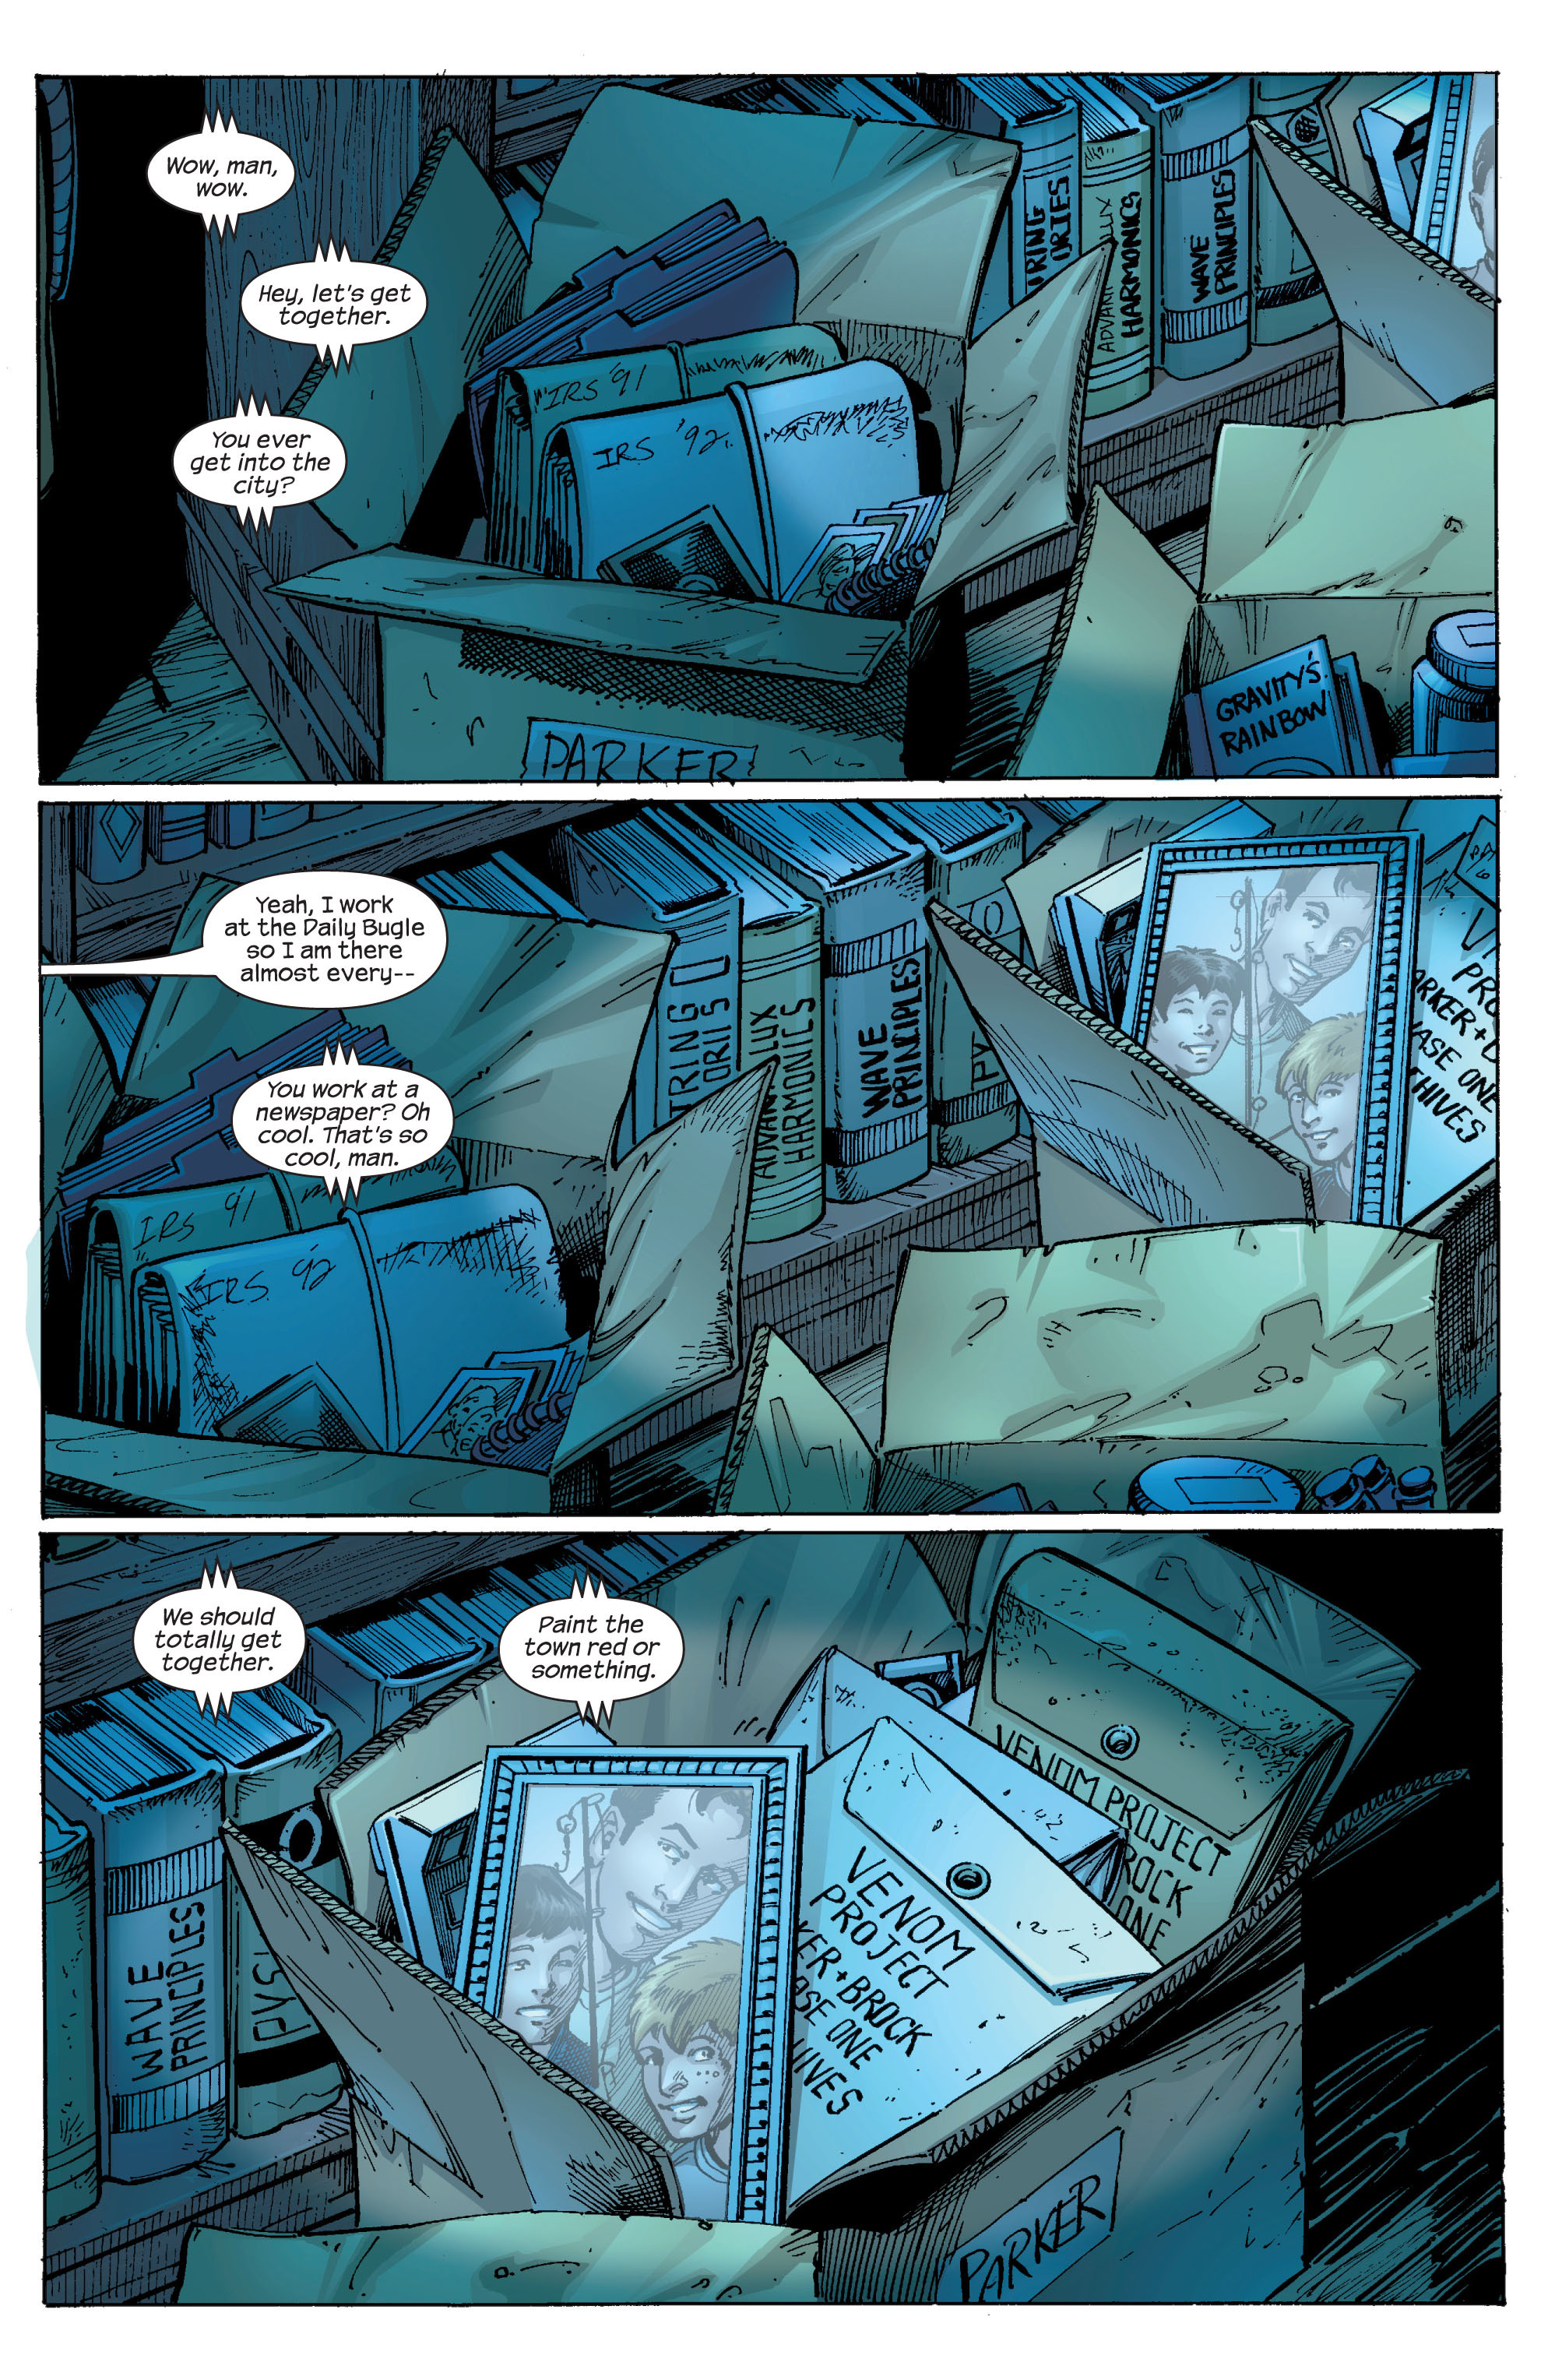 Wow, man,
wow.
Hey, let's get
together.
You ever
get into the
city?
IRS '91
IRS '92
HARMONICS
WAVE
PRINCIPLES
GRAVITY'S
RAINBOW
PARKER
Yeah, I work
at the Daily Bugle
so I am there
almost every--
You work at a
newspaper? Oh
cool. That's so
cool, man.
IRS 91
IRS '92
HARMONICS
WAVE
PRINCIPLES
We should
totally get
together.
Paint the
town red or
something.
WAVE
PRINCIPLES
VENOM PROJECT
ONE
VENOM
PROJECT
BROCK
ONE
PARKER